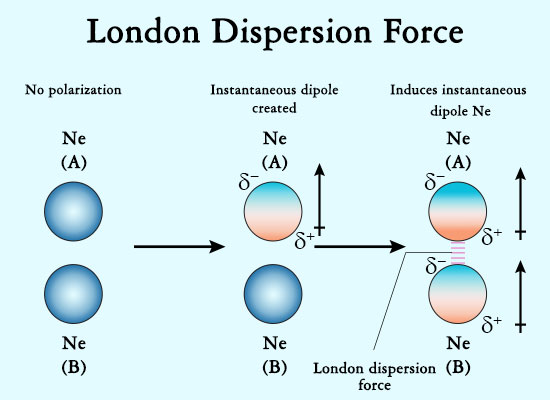 London Dispersion Force
No polarization
Instantaneous dipole
created
Induces instantaneous
dipole Ne
Ne
(A)
Ne
(B)
Ne
(A)
δ−
δ+
Ne
(B)
Ne
(A)
δ−
δ+
δ−
δ+
Ne
(B)
London dispersion
force